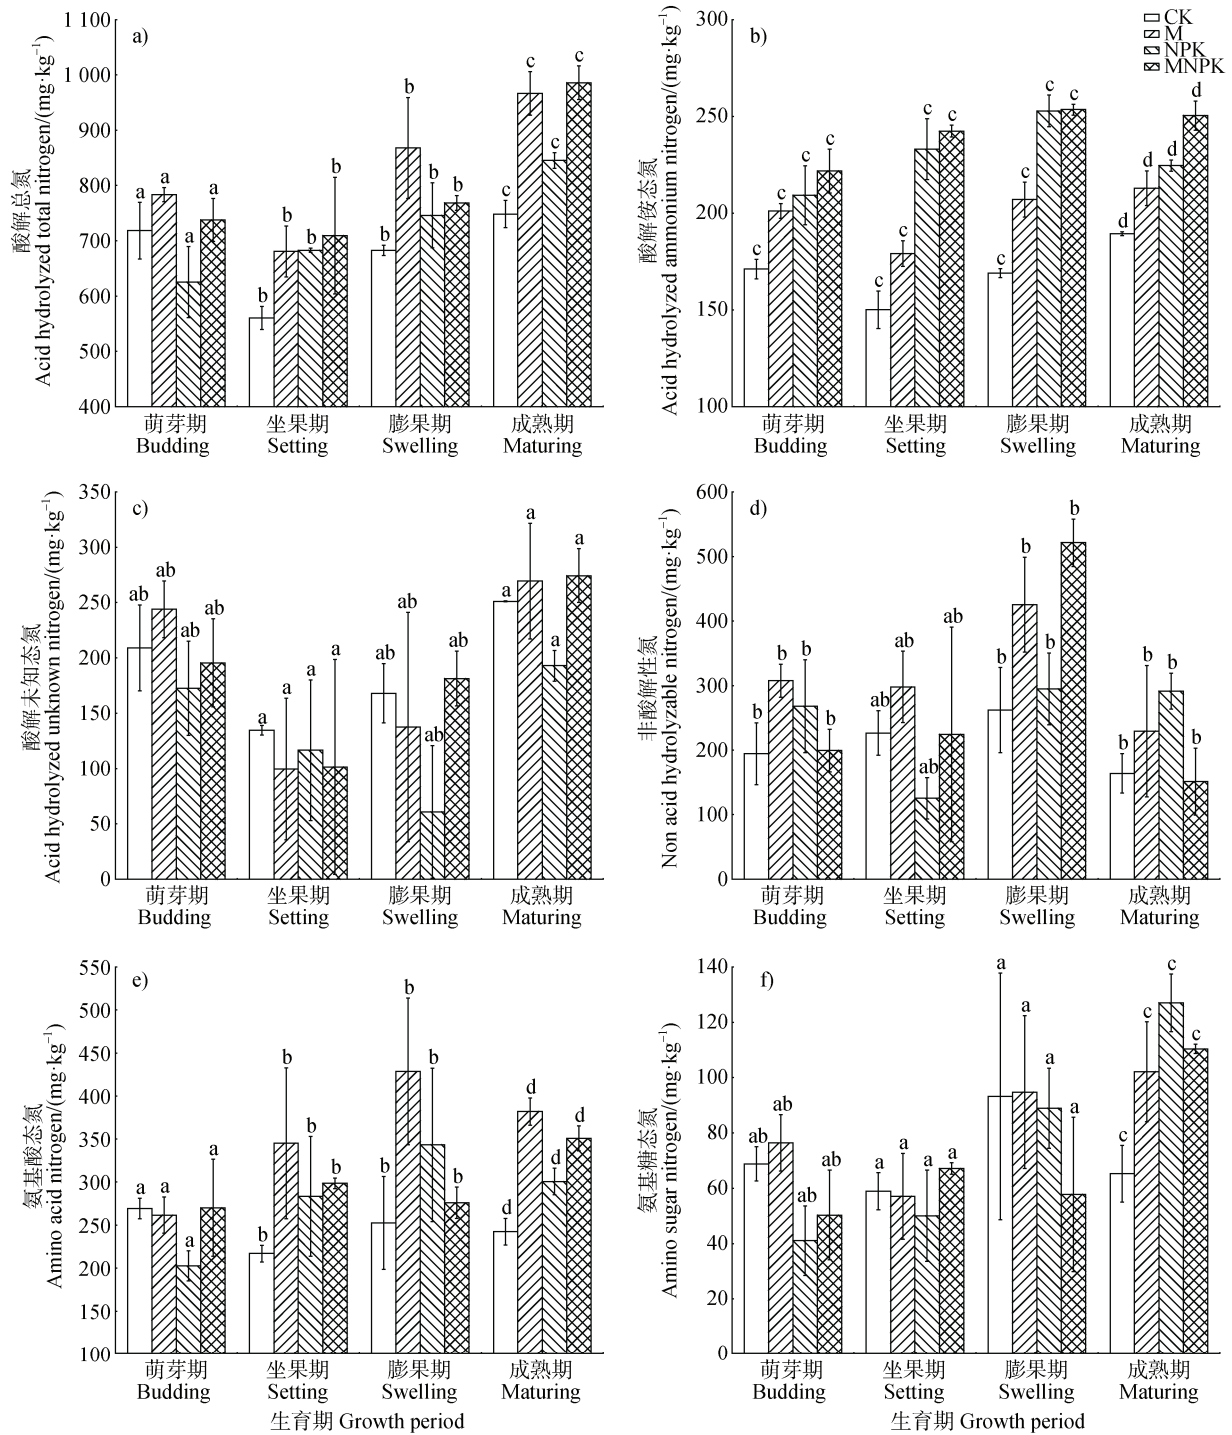 酸解总氮
Acid hydrolyzed total nitrogen/(mg·kg⁻¹)
a)
1 100
1 000
900
800
700
600
500
400
a a a a
b b b b
b b b b
c c c c
萌芽期 坐果期 膨果期 成熟期
Budding Setting Swelling Maturing
酸解铵态氮
Acid hydrolyzed ammonium nitrogen/(mg·kg⁻¹)
b)
CK
M
NPK
MNPK
300
250
200
150
100
c c c c
c c c c
c c c c
d d d d
萌芽期 坐果期 膨果期 成熟期
Budding Setting Swelling Maturing
酸解未知态氮
Acid hydrolyzed unknown nitrogen/(mg·kg⁻¹)
c)
350
300
250
200
150
100
50
0
ab ab ab ab
a a a a
ab ab ab ab
a a a a
萌芽期 坐果期 膨果期 成熟期
Budding Setting Swelling Maturing
非酸解性氮
Non acid hydrolyzable nitrogen/(mg·kg⁻¹)
d)
600
500
400
300
200
100
0
b b b b
ab ab ab ab
b b b b
b b b b
萌芽期 坐果期 膨果期 成熟期
Budding Setting Swelling Maturing
氨基酸态氮
Amino acid nitrogen/(mg·kg⁻¹)
e)
550
500
450
400
350
300
250
200
150
100
a a a a
b b b b
b b b b
d d d d
萌芽期 坐果期 膨果期 成熟期
Budding Setting Swelling Maturing
生育期 Growth period
氨基糖态氮
Amino sugar nitrogen/(mg·kg⁻¹)
f)
140
120
100
80
60
40
20
0
ab ab ab ab
a a a a
a a a a
c c c c
萌芽期 坐果期 膨果期 成熟期
Budding Setting Swelling Maturing
生育期 Growth period